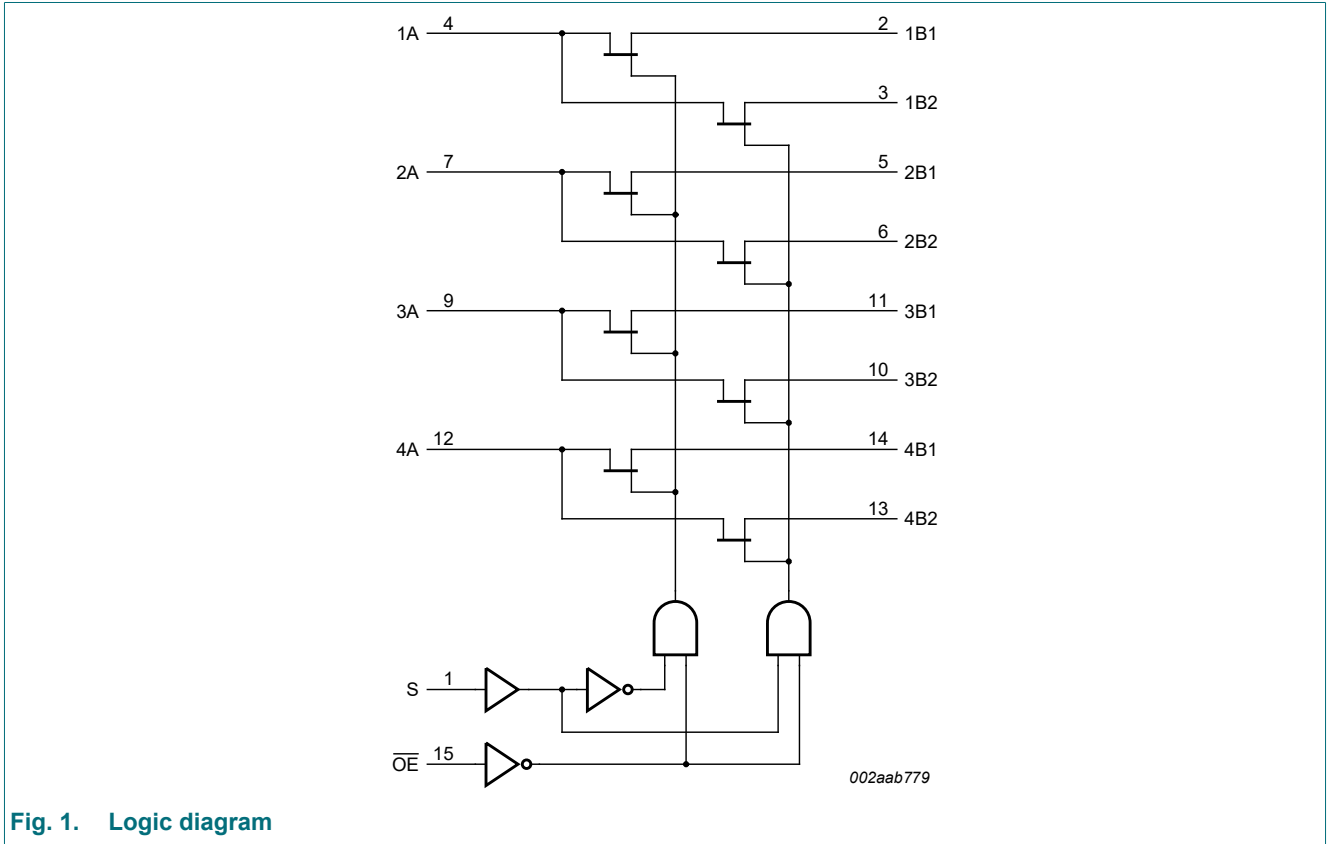 1A 4 2 1B1
3 1B2
2A 7 5 2B1
6 2B2
3A 9 11 3B1
10 3B2
4A 12 14 4B1
13 4B2
S 1
O̅E̅ 15
002aab779
Fig. 1. Logic diagram